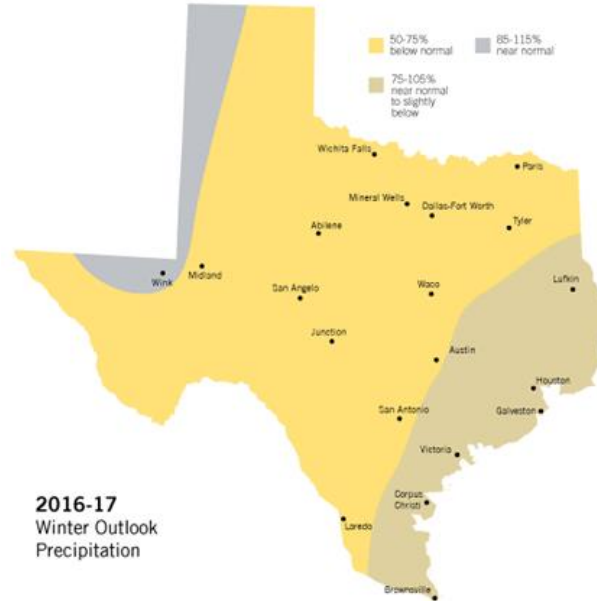 50-75%
below normal
85-115%
near normal
75-105%
near normal
to slightly
below
Wichita Falls
Paris
Mineral Wells
Dallas-Fort Worth
Tyler
Abilene
Wink
Midland
Lufkin
San Angelo
Waco
Junction
Austin
Hounton
Galveston
San Antonio
Victoria
Corpus
Christi
Laredo
Brownsville
2016-17
Winter Outlook
Precipitation